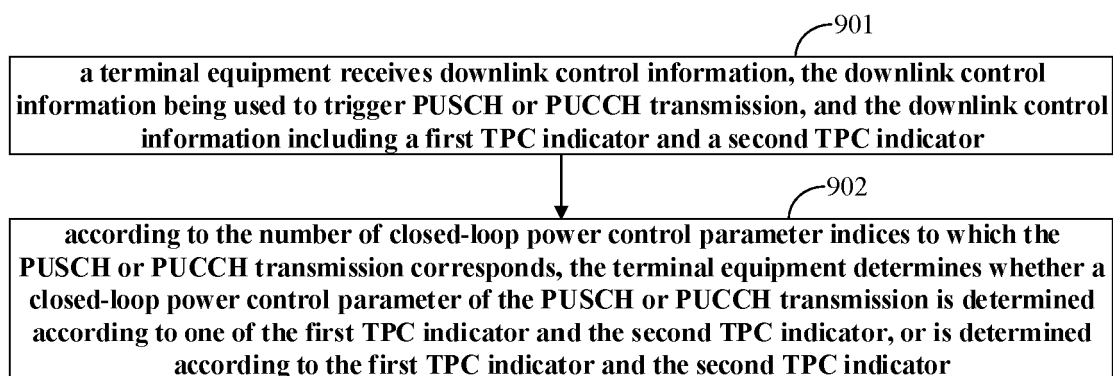 901
a terminal equipment receives downlink control information, the downlink control
information being used to trigger PUSCH or PUCCH transmission, and the downlink control
information including a first TPC indicator and a second TPC indicator
902
according to the number of closed-loop power control parameter indices to which the
PUSCH or PUCCH transmission corresponds, the terminal equipment determines whether a
closed-loop power control parameter of the PUSCH or PUCCH transmission is determined
according to one of the first TPC indicator and the second TPC indicator, or is determined
according to the first TPC indicator and the second TPC indicator